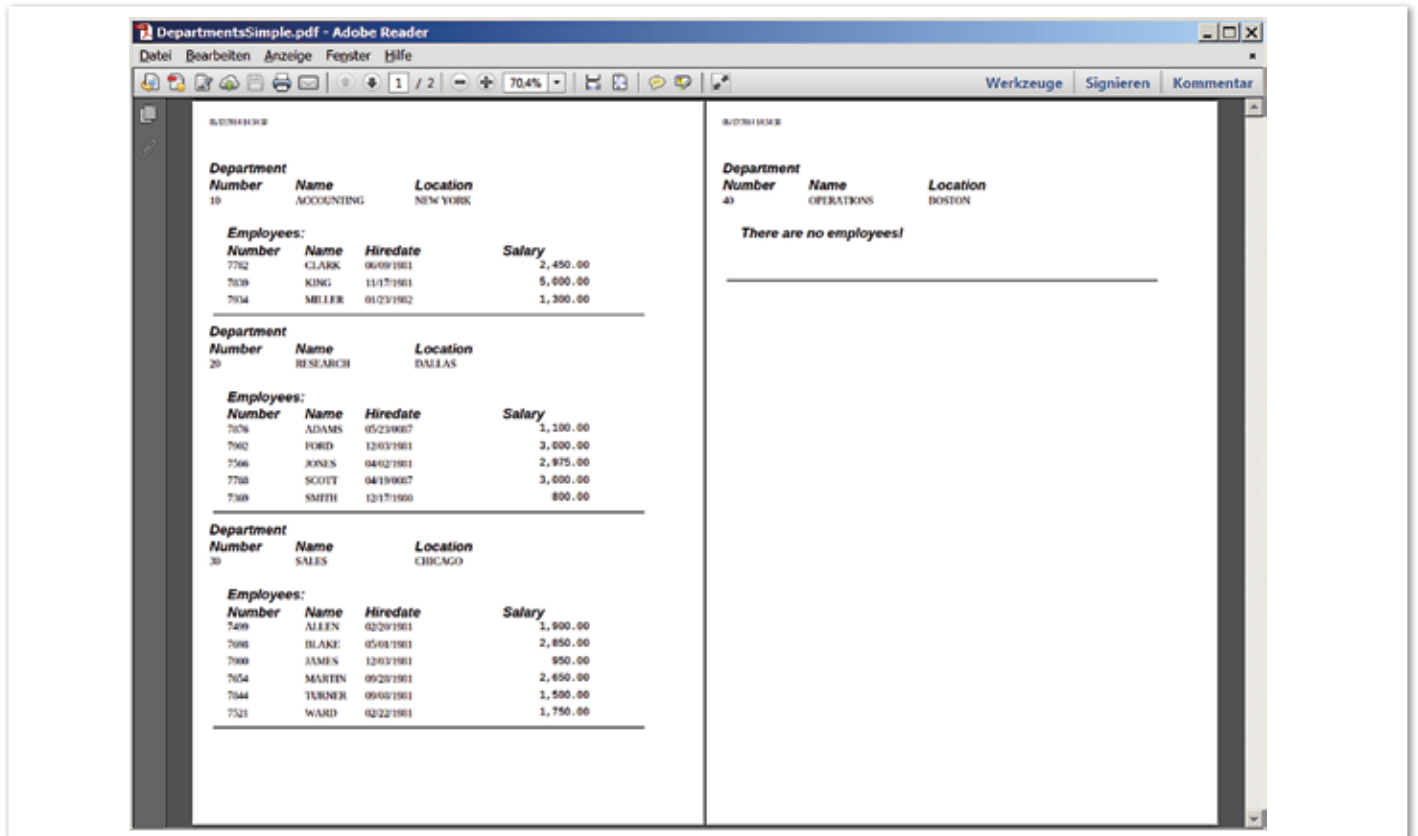 DepartmentsSimple.pdf - Adobe Reader
Datei Bearbeiten Anzeige Fenster Hilfe
1 / 2 70,4% Werkzeuge Signieren Kommentar
Department
Number Name Location
10 ACCOUNTING NEW YORK
Employees:
Number Name Hiredate Salary
7782 CLARK 06/09/1981 2,450.00
7839 KING 11/17/1981 5,000.00
7934 MILLER 01/23/1982 1,300.00
Department
Number Name Location
20 RESEARCH DALLAS
Employees:
Number Name Hiredate Salary
7876 ADAMS 05/23/0087 1,100.00
7902 FORD 12/03/1981 3,000.00
7566 JONES 04/02/1981 2,975.00
7788 SCOTT 04/19/0087 3,000.00
7369 SMITH 12/17/1980 800.00
Department
Number Name Location
30 SALES CHICAGO
Employees:
Number Name Hiredate Salary
7499 ALLEN 02/20/1981 1,900.00
7698 BLAKE 05/01/1981 2,850.00
7900 JAMES 12/03/1981 950.00
7654 MARTIN 09/28/1981 2,650.00
7844 TURNER 09/08/1981 1,500.00
7521 WARD 02/22/1981 1,750.00
Department
Number Name Location
40 OPERATIONS BOSTON
There are no employees!